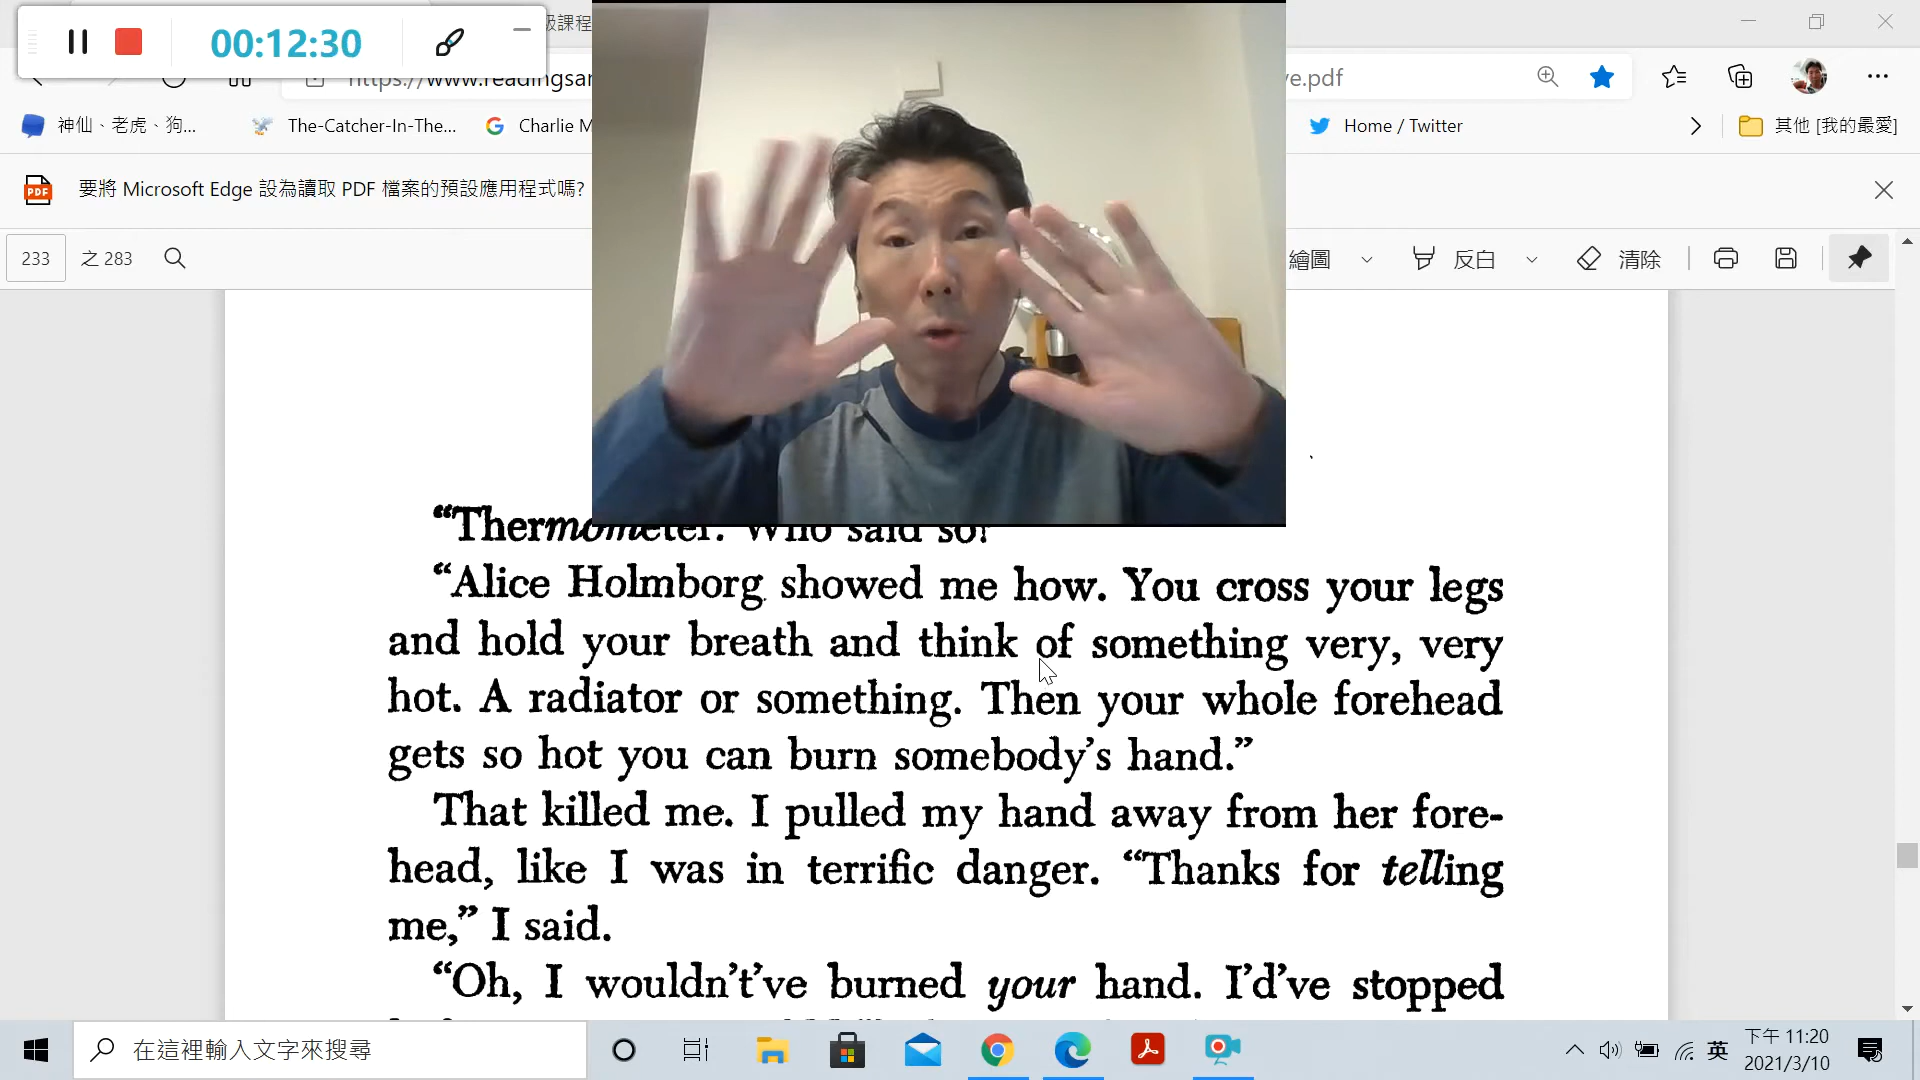 00:12:30
級課程
https://www.readingsar
ve.pdf
神仙、老虎、狗...
The-Catcher-In-The...
Charlie M
Home / Twitter
其他 [我的最愛]
要將 Microsoft Edge 設為讀取 PDF 檔案的預設應用程式嗎?
233 之 283
繪圖
反白
清除
“Thermometer. Who said so?”
“Alice Holmborg showed me how. You cross your legs
and hold your breath and think of something very, very
hot. A radiator or something. Then your whole forehead
gets so hot you can burn somebody’s hand.”
That killed me. I pulled my hand away from her fore-
head, like I was in terrific danger. “Thanks for telling
me,” I said.
“Oh, I wouldn’t’ve burned your hand. I’d’ve stopped
在這裡輸入文字來搜尋
英
下午 11:20
2021/3/10